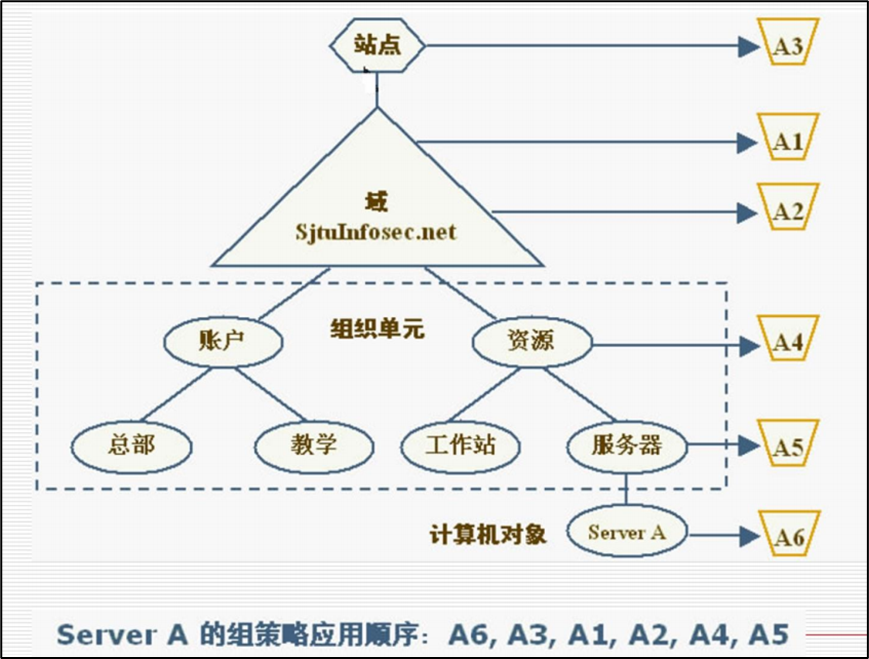 站点
A3
A1
A2
域
SjtuInfosec.net
组织单元
账户
资源
A4
总部
教学
工作站
服务器
A5
计算机对象
Server A
A6
Server A 的组策略应用顺序: A6, A3, A1, A2, A4, A5